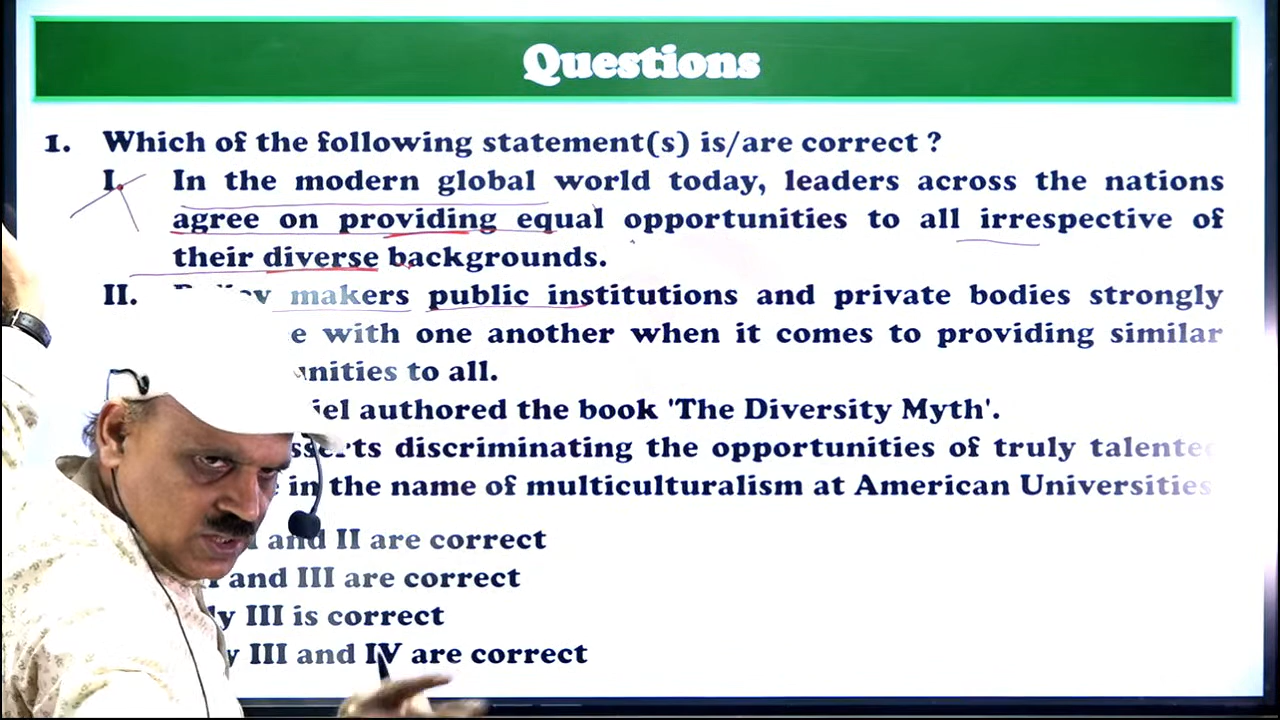 Questions
1. Which of the following statement(s) is/are correct ?
I. In the modern global world today, leaders across the nations
agree on providing equal opportunities to all irrespective of
their diverse backgrounds.
II. makers public institutions and private bodies strongly
with one another when it comes to providing similar
to all.
authored the book 'The Diversity Myth'.
discriminating the opportunities of truly talented
in the name of multiculturalism at American Universities
and II are correct
and III are correct
III is correct
III and IV are correct